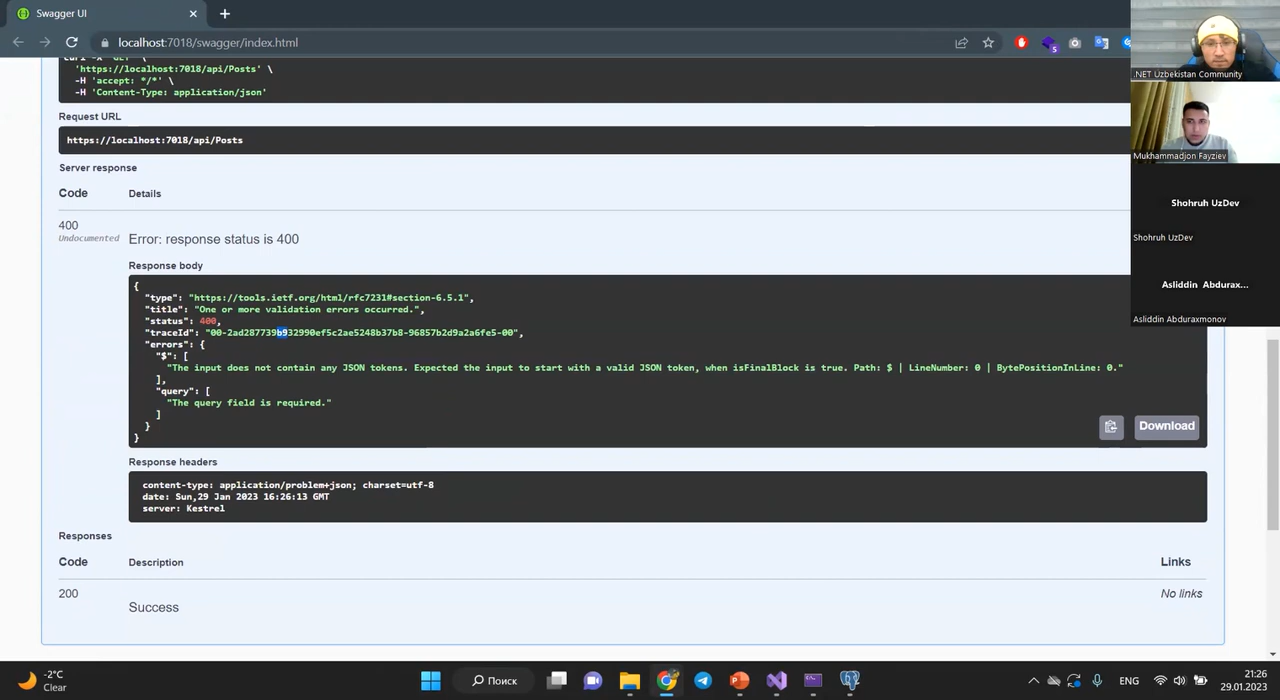 Swagger UI
localhost:7018/swagger/index.html
5
curl -X 'GET' \
'https://localhost:7018/api/Posts' \
-H 'accept: */*' \
-H 'Content-Type: application/json'
Request URL
https://localhost:7018/api/Posts
Server response
Code Details
400
Undocumented
Error: response status is 400
Response body
{
"type": "https://tools.ietf.org/html/rfc7231#section-6.5.1",
"title": "One or more validation errors occurred.",
"status": 400,
"traceId": "00-2ad287739b932990ef5c2ae5248b37b8-96857b2d9a2a6fe5-00",
"errors": {
"$": [
"The input does not contain any JSON tokens. Expected the input to start with a valid JSON token, when isFinalBlock is true. Path: $ | LineNumber: 0 | BytePositionInLine: 0."
],
"query": [
"The query field is required."
]
}
}
Download
Response headers
content-type: application/problem+json; charset=utf-8
date: Sun,29 Jan 2023 16:26:13 GMT
server: Kestrel
Responses
Code Description Links
200 Success No links
.NET Uzbekistan Community
Mukhammadjon Fayziev
Shohruh UzDev
Shohruh UzDev
Asliddin Abdurax...
Asliddin Abduraxmonov
-2°C
Clear
Поиск
ENG
21:26
29.01.2023